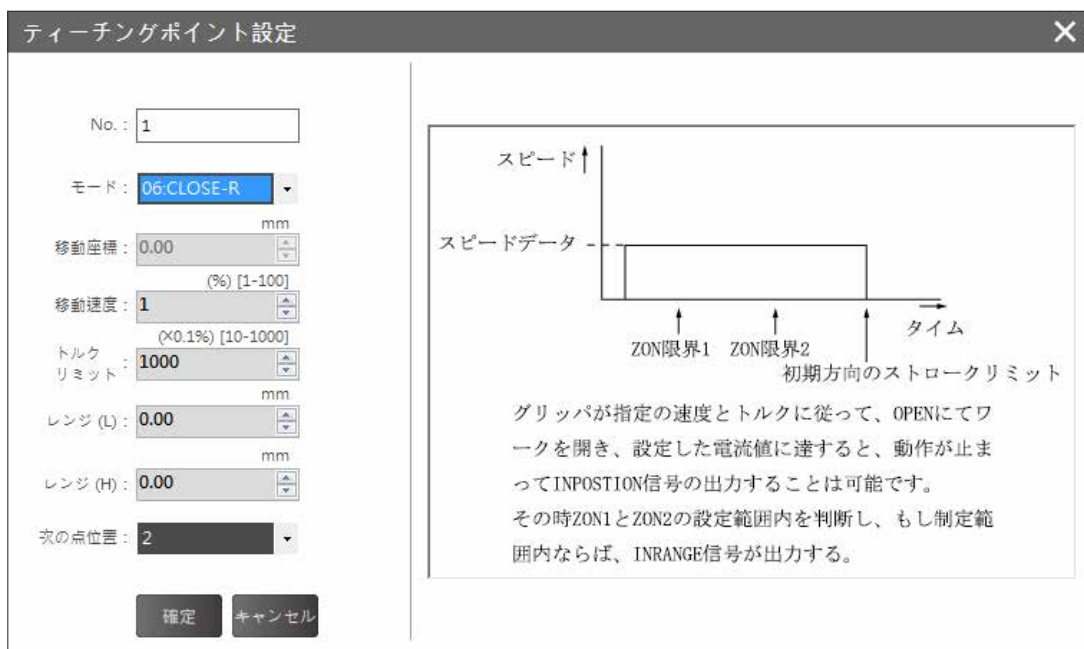 ティーチングポイント設定
No. : 1
モード : 06:CLOSE-R
mm
移動座標 : 0.00
(%) [1-100]
移動速度 : 1
(×0.1%) [10-1000]
トルク
リミット : 1000
mm
レンジ (L) : 0.00
mm
レンジ (H) : 0.00
次の点位置 : 2
確定 キャンセル
スピード
スピードデータ
タイム
ZON限界1 ZON限界2
初期方向のストロークリミット
グリッパが指定の速度とトルクに従って、OPENにてワ
ークを開き、設定した電流値に達すると、動作が止ま
ってINPOSTION信号の出力することは可能です。
その時ZON1とZON2の設定範囲内を判断し、もし制定範
囲内ならば、INRANGE信号が出力する。